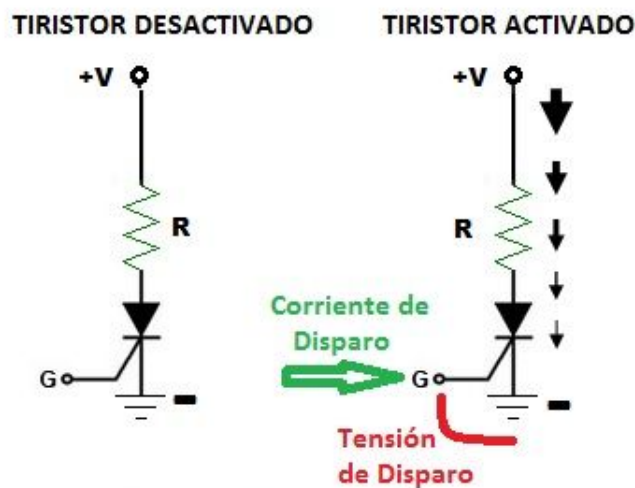 TIRISTOR DESACTIVADO
TIRISTOR ACTIVADO
+V
+V
R
R
Corriente de
Disparo
G
G
-
-
Tensión
de Disparo